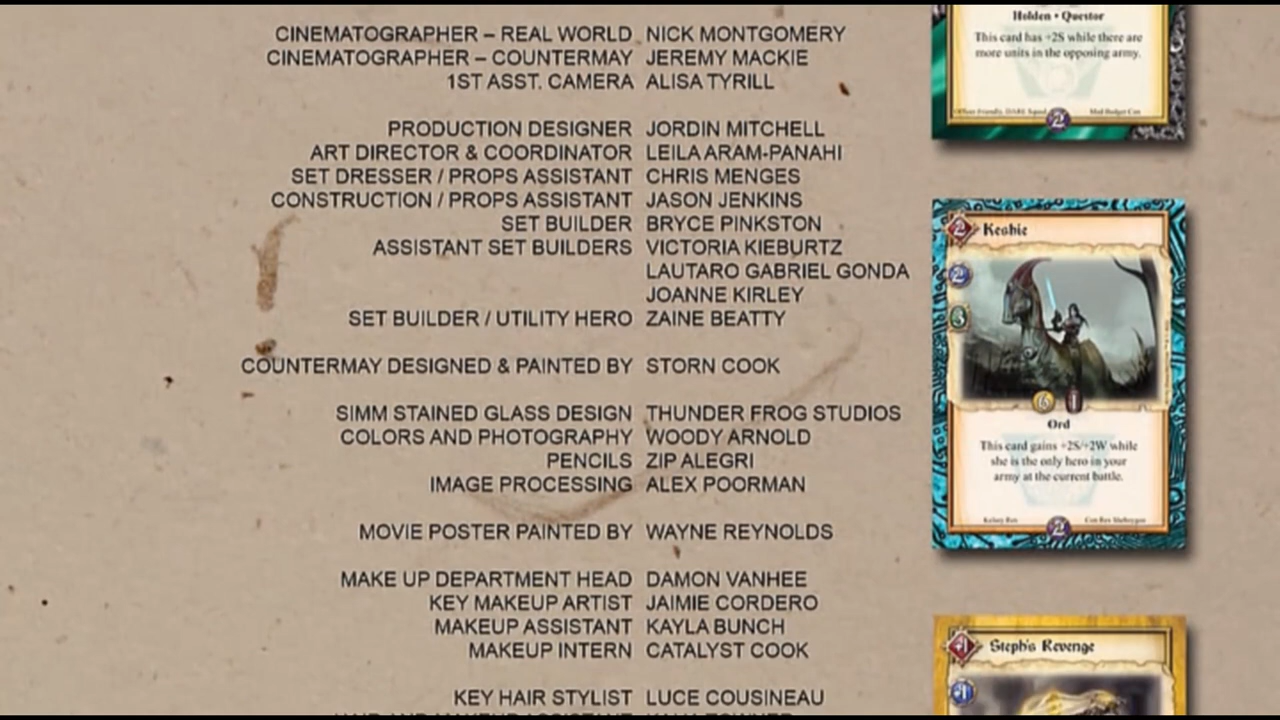 CINEMATOGRAPHER – REAL WORLD NICK MONTGOMERY
CINEMATOGRAPHER – COUNTERMAY JEREMY MACKIE
1ST ASST. CAMERA ALISA TYRILL
PRODUCTION DESIGNER JORDIN MITCHELL
ART DIRECTOR & COORDINATOR LEILA ARAM-PANAHI
SET DRESSER / PROPS ASSISTANT CHRIS MENGES
CONSTRUCTION / PROPS ASSISTANT JASON JENKINS
SET BUILDER BRYCE PINKSTON
ASSISTANT SET BUILDERS VICTORIA KIEBURTZ
LAUTARO GABRIEL GONDA
JOANNE KIRLEY
SET BUILDER / UTILITY HERO ZAINE BEATTY
COUNTERMAY DESIGNED & PAINTED BY STORN COOK
SIMM STAINED GLASS DESIGN THUNDER FROG STUDIOS
COLORS AND PHOTOGRAPHY WOODY ARNOLD
PENCILS ZIP ALEGRI
IMAGE PROCESSING ALEX POORMAN
MOVIE POSTER PAINTED BY WAYNE REYNOLDS
MAKE UP DEPARTMENT HEAD DAMON VANHEE
KEY MAKEUP ARTIST JAIMIE CORDERO
MAKEUP ASSISTANT KAYLA BUNCH
MAKEUP INTERN CATALYST COOK
KEY HAIR STYLIST LUCE COUSINEAU
Holden • Questor
This card has +2S while there are
more units in the opposing army.
2
2 Keshie
2
3
6 1
Ord
This card gains +2S/+2W while
she is the only hero in your
army at the current battle.
2
+1 Steph's Revenge
+1